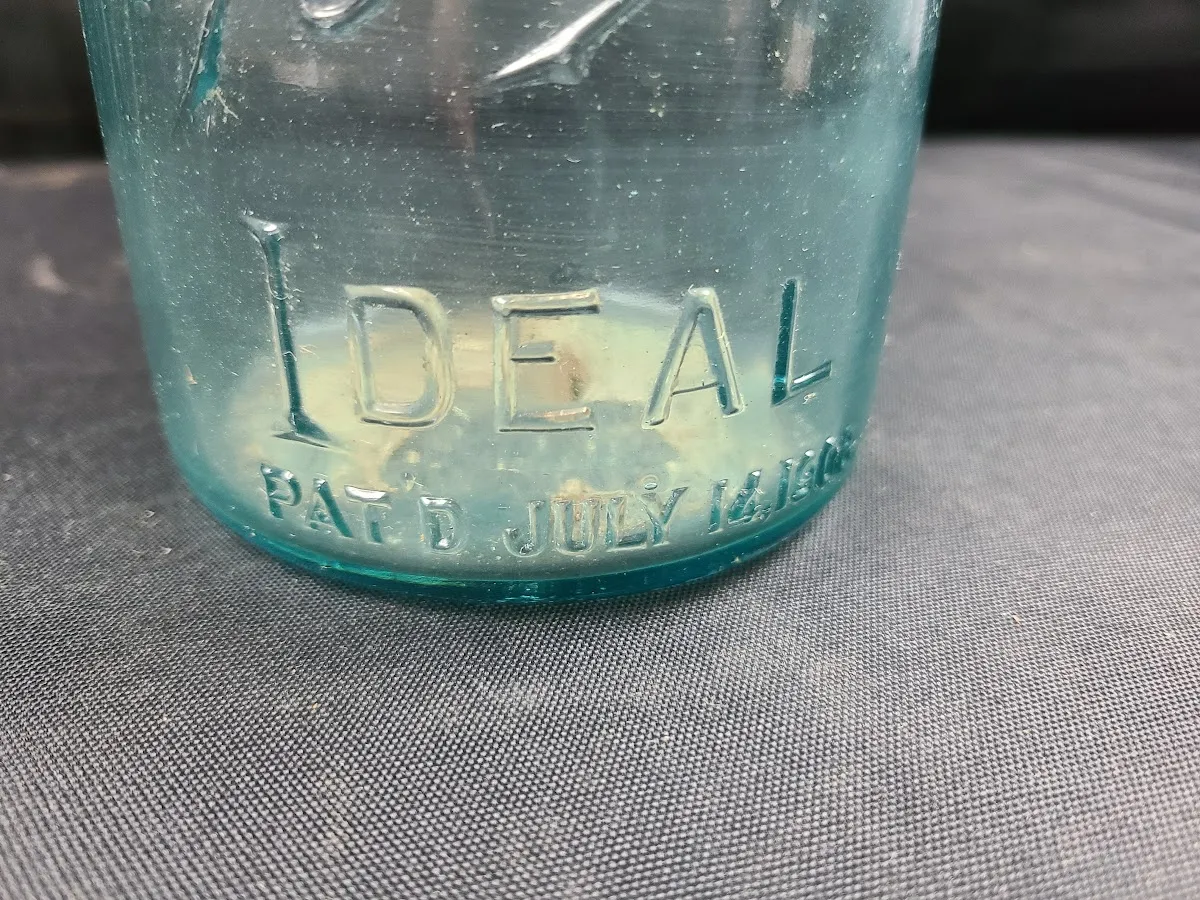 IDEAL
PAT'D JULY 14, 1908